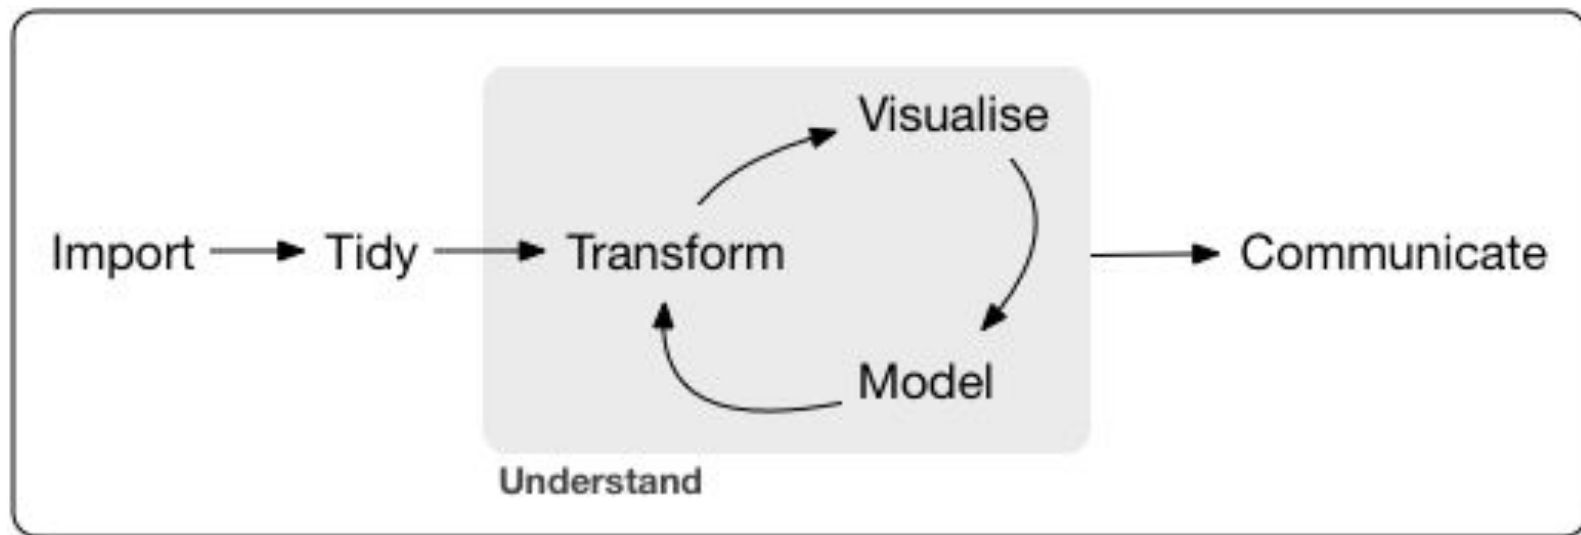 Visualise
Import Tidy Transform Communicate
Model
Understand